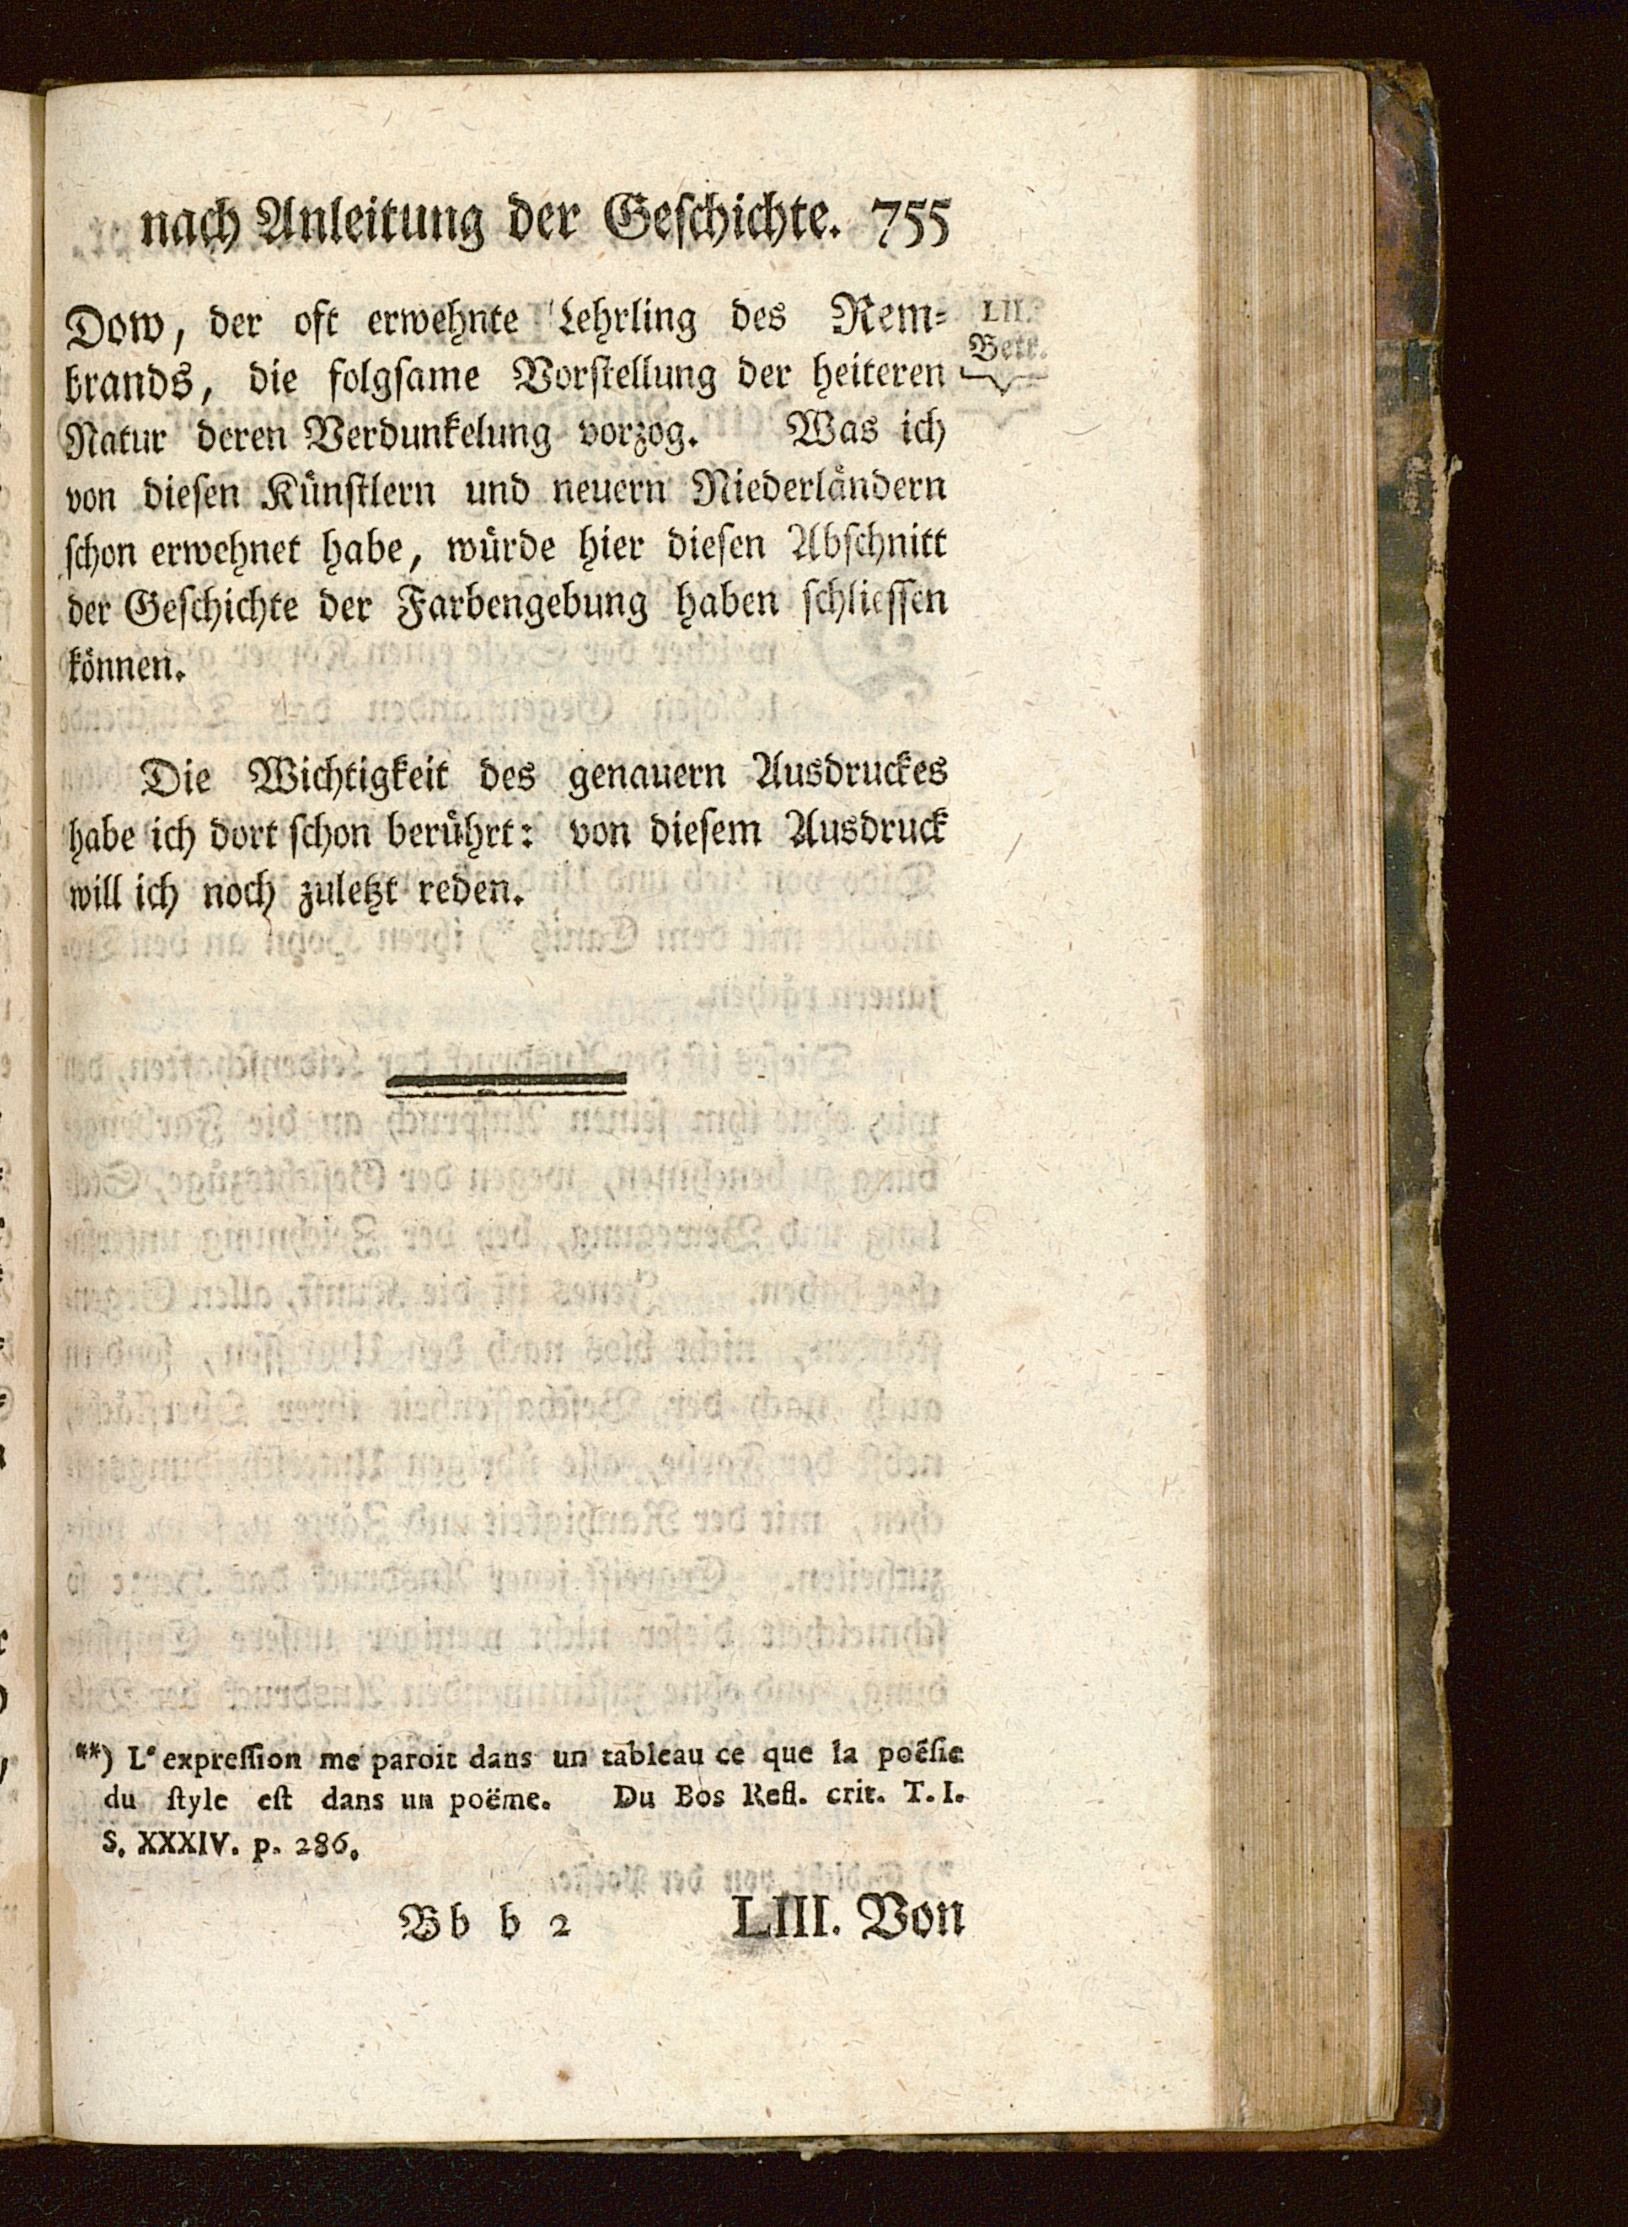 nach Anleitung der Geſchichte. 755
Dow, der oft erwehnte Lehrling des Rem-
brands, die folgſame Vorſtellung der heiteren
Natur deren Verdunkelung vorzog. Was ich
von dieſen Künſtlern und neuern Niederländern
ſchon erwehnet habe, würde hier dieſen Abſchnitt
der Geſchichte der Farbengebung haben ſchlieſſen
können.
LII.
Betr.
Die Wichtigkeit des genauern Ausdruckes
habe ich dort ſchon berührt: von dieſem Ausdruck
will ich noch zuletzt reden.
**) L'expreſſion me paroit dans un tableau ce que la poëſie
du ſtyle eſt dans un poëme. Du Bos Refl. crit. T. I.
S. XXXIV. p. 286.
Bb b 2 LIII. Von